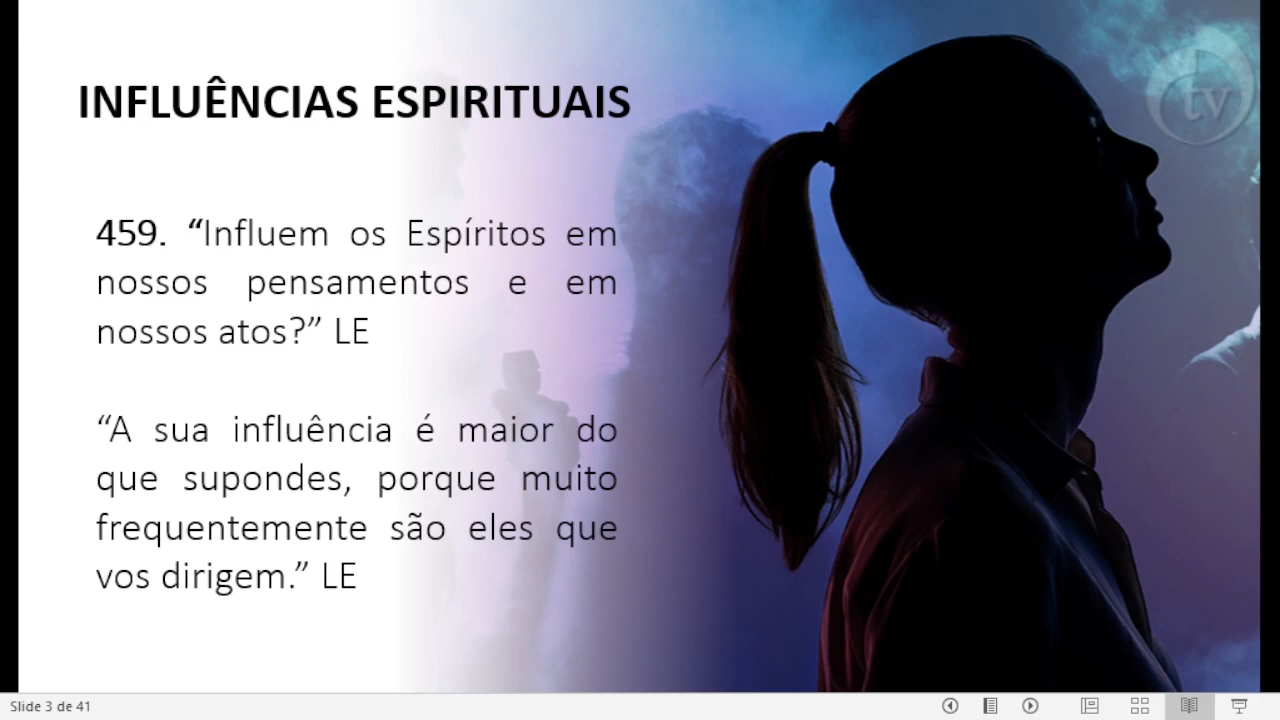 INFLUÊNCIAS ESPIRITUAIS
459. “Influem os Espíritos em
nossos pensamentos e em
nossos atos?” LE
“A sua influência é maior do
que supondes, porque muito
frequentemente são eles que
vos dirigem.” LE
tv
Slide 3 de 41